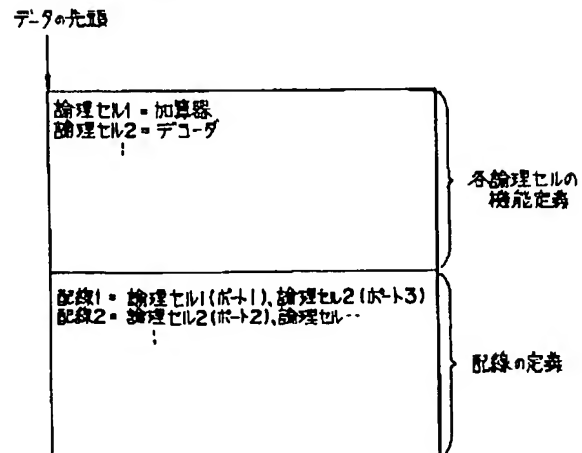 データの先頭
論理セル1=加算器
論理セル2=デコーダ
⋮
各論理セルの
機能定義
配線1=論理セル1(ポート1)、論理セル2(ポート3)
配線2=論理セル2(ポート2)、論理セル‥
⋮
配線の定義